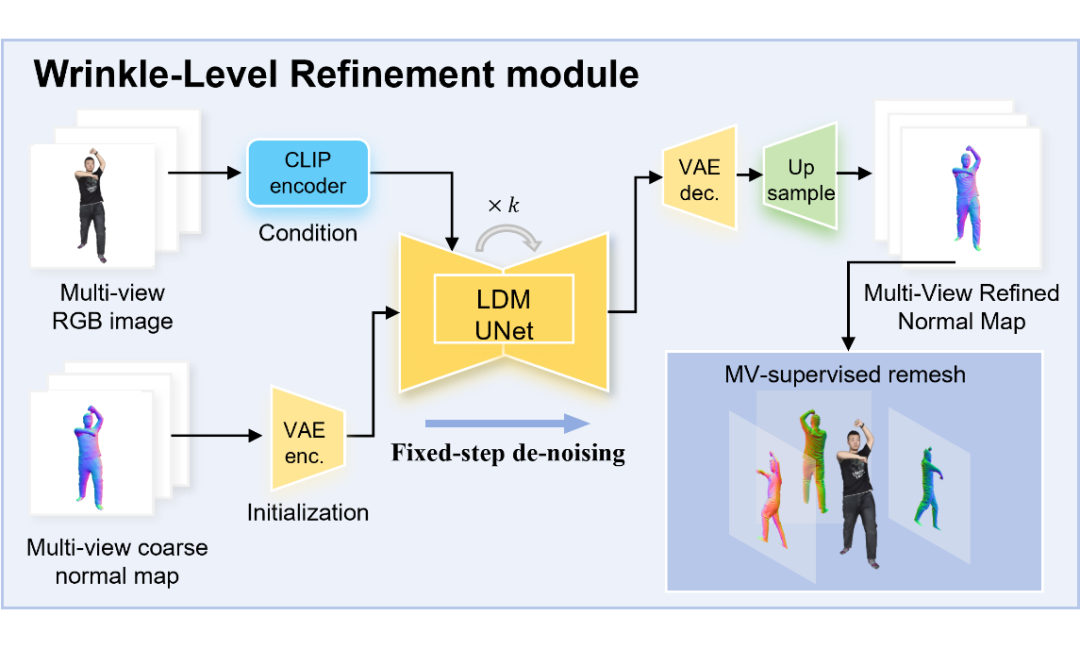 Wrinkle-Level Refinement module
CLIP
encoder
Condition
Multi-view
RGB image
× k
LDM
UNet
VAE
dec.
Up
sample
Multi-View Refined
Normal Map
VAE
enc.
Initialization
Multi-view coarse
normal map
Fixed-step de-noising
MV-supervised remesh